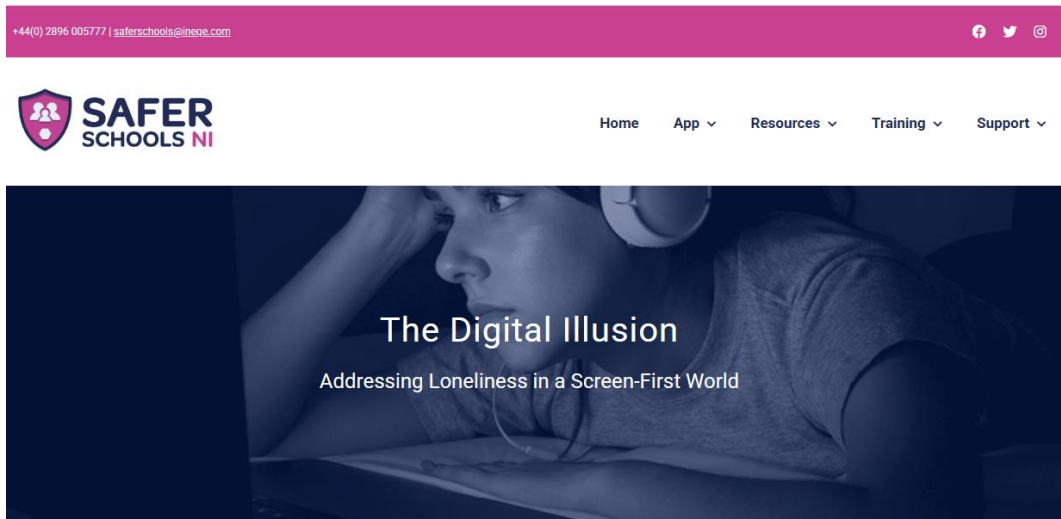 +44(0) 2896 005777 | saferschools@ineqe.com
SAFER
SCHOOLS NI
Home App Resources Training Support
The Digital Illusion
Addressing Loneliness in a Screen-First World